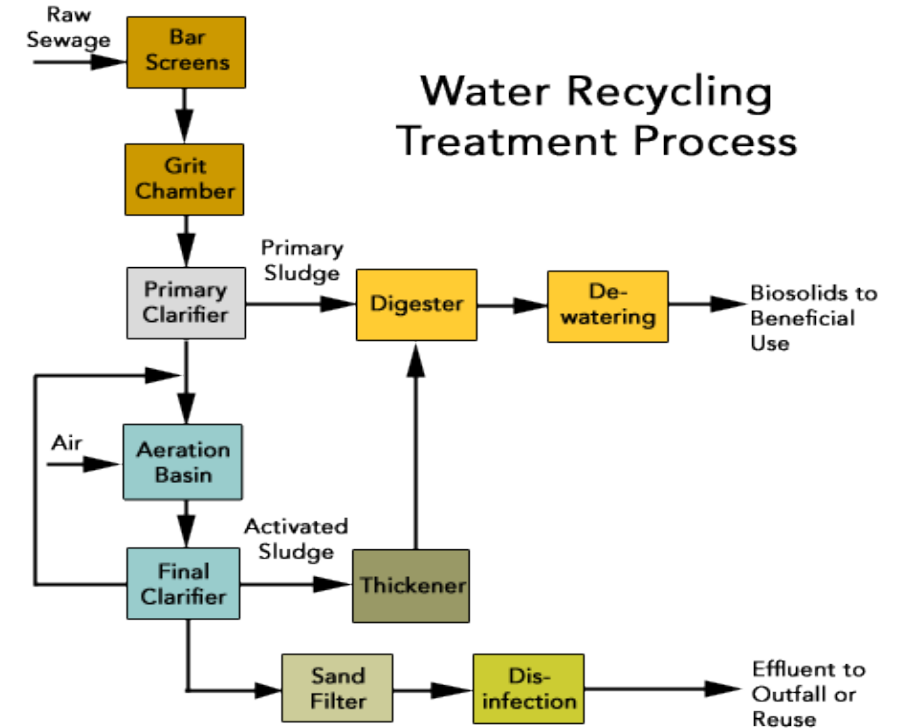 Raw
Sewage
Bar
Screens
Water Recycling
Treatment Process
Grit
Chamber
Primary
Sludge
Primary
Clarifier
Digester
De-
watering
Biosolids to
Beneficial
Use
Air
Aeration
Basin
Activated
Sludge
Final
Clarifier
Thickener
Sand
Filter
Dis-
infection
Effluent to
Outfall or
Reuse